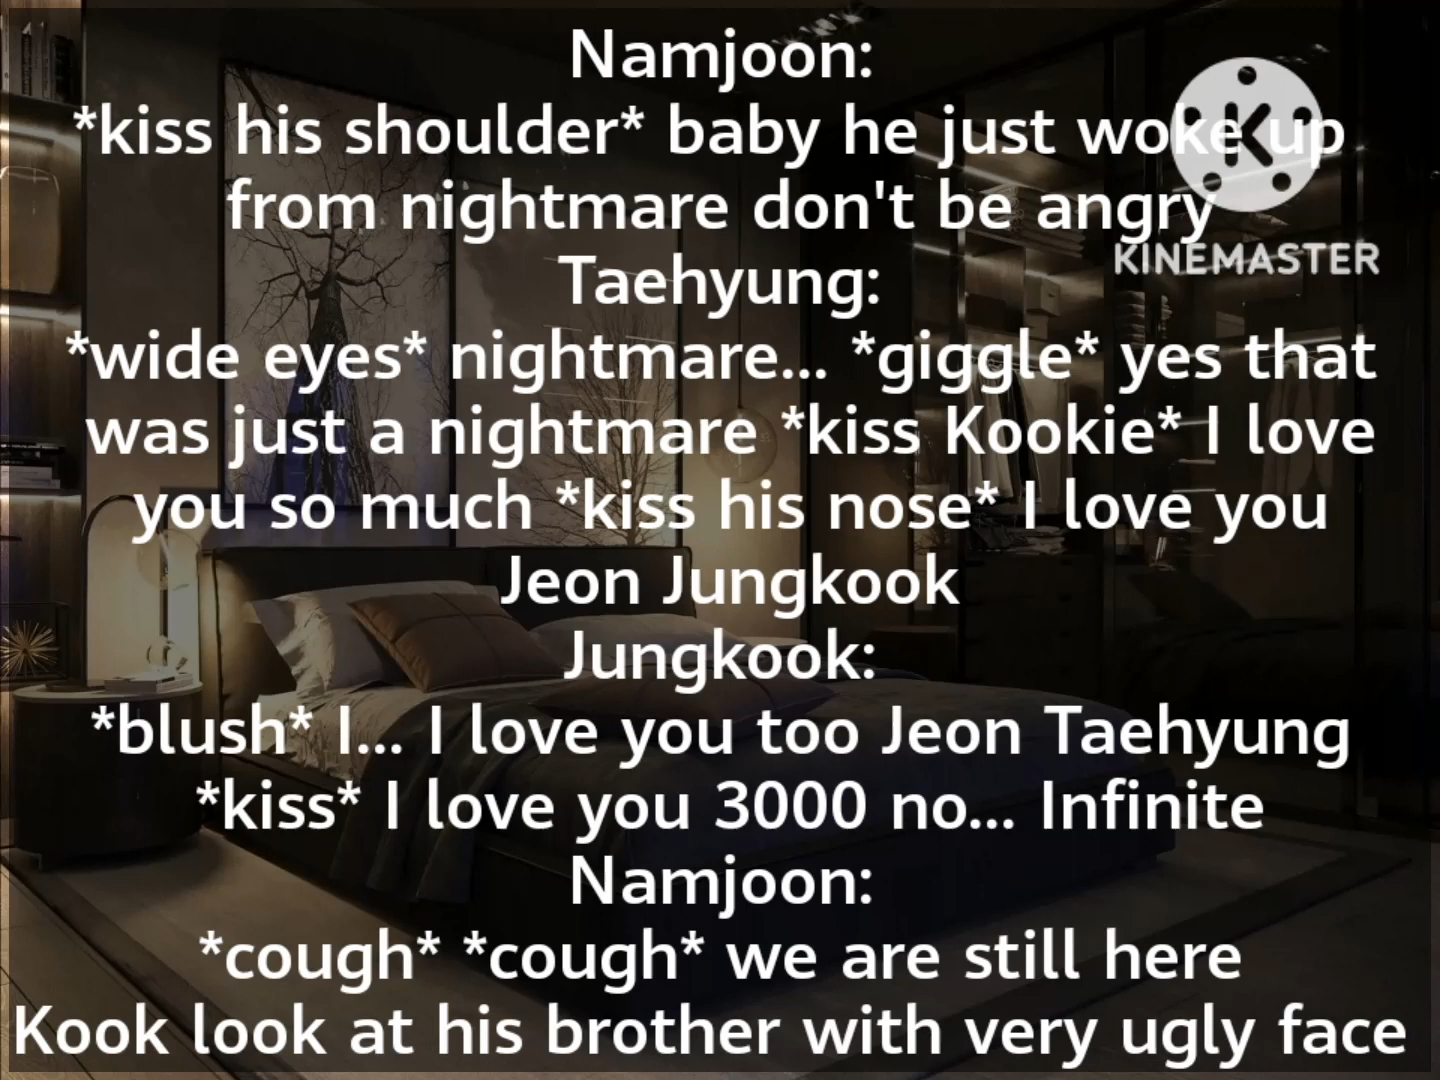 Namjoon:
*kiss his shoulder* baby he just woke up
from nightmare don't be angry
KINEMASTER
Taehyung:
*wide eyes* nightmare... *giggle* yes that
was just a nightmare *kiss Kookie* I love
you so much *kiss his nose* I love you
Jeon Jungkook
Jungkook:
*blush* I... I love you too Jeon Taehyung
*kiss* I love you 3000 no... Infinite
Namjoon:
*cough* *cough* we are still here
Kook look at his brother with very ugly face